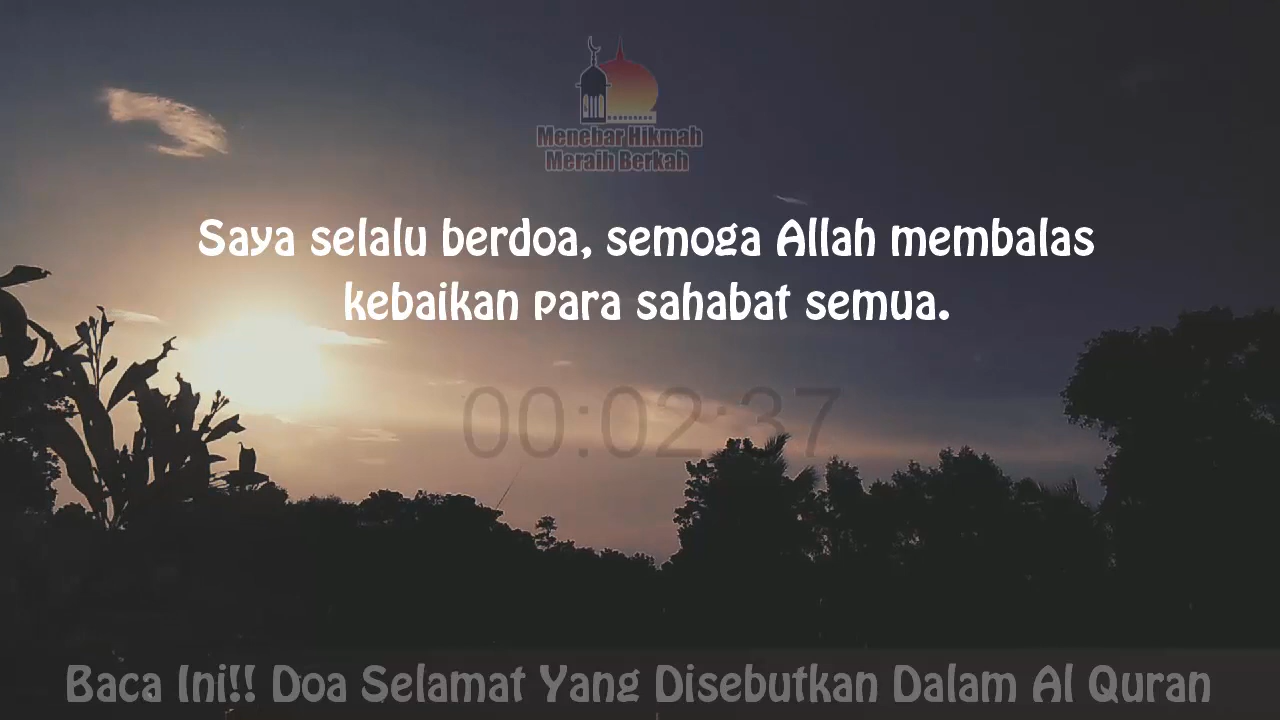 Menebar Hikmah
Meraih Berkah
Saya selalu berdoa, semoga Allah membalas
kebaikan para sahabat semua.
00:02:37
Baca Ini!! Doa Selamat Yang Disebutkan Dalam Al Quran